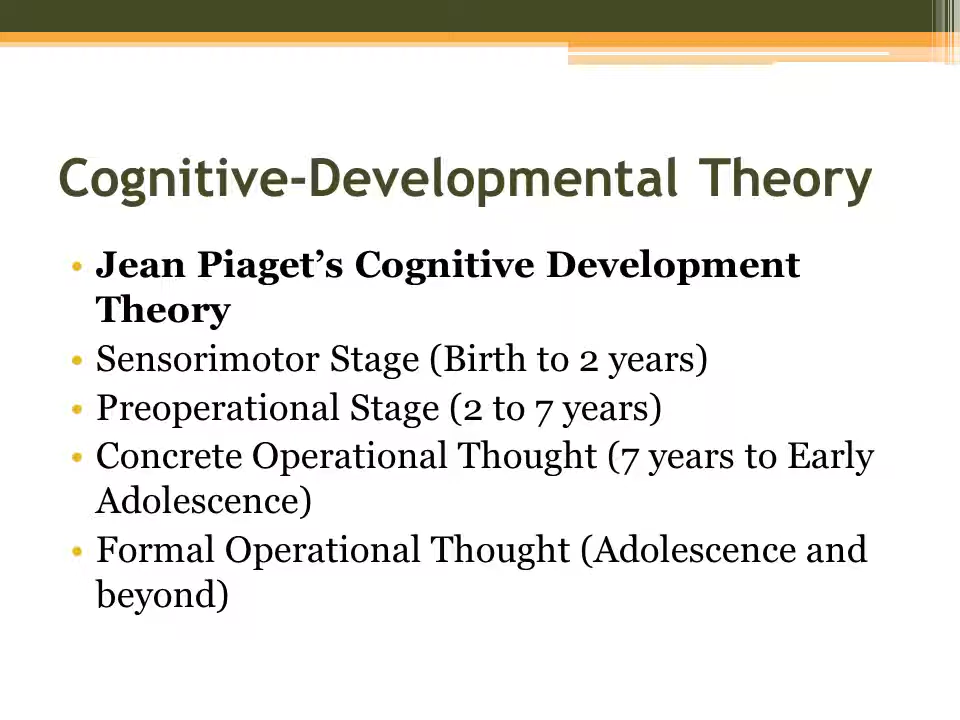 Cognitive-Developmental Theory
• Jean Piaget’s Cognitive Development
Theory
• Sensorimotor Stage (Birth to 2 years)
• Preoperational Stage (2 to 7 years)
• Concrete Operational Thought (7 years to Early
Adolescence)
• Formal Operational Thought (Adolescence and
beyond)